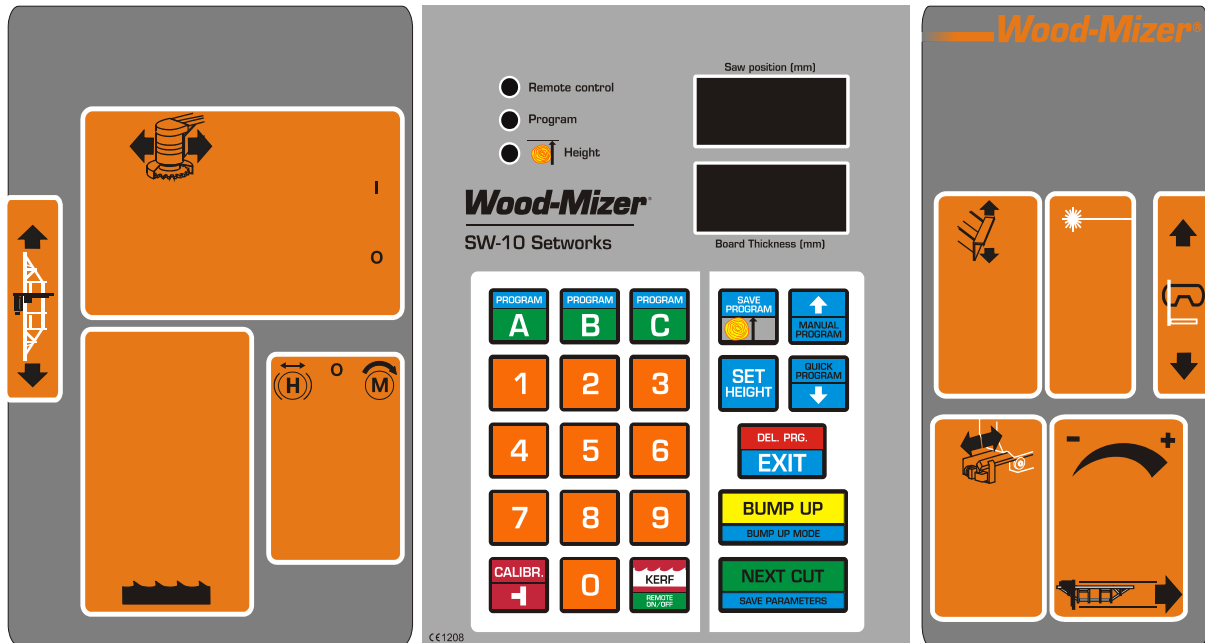 I
O
H
O
M
Remote control
Program
Height
Wood-Mizer®
SW-10 Setworks
Saw position (mm)
Board Thickness (mm)
PROGRAM
A
PROGRAM
B
PROGRAM
C
1
2
3
4
5
6
7
8
9
CALIBR.
0
KERF
REMOTE
ON/OFF
SAVE
PROGRAM
MANUAL
PROGRAM
SET
HEIGHT
QUICK
PROGRAM
DEL. PRG.
EXIT
BUMP UP
BUMP UP MODE
NEXT CUT
SAVE PARAMETERS
CE1208
Wood-Mizer®
- +